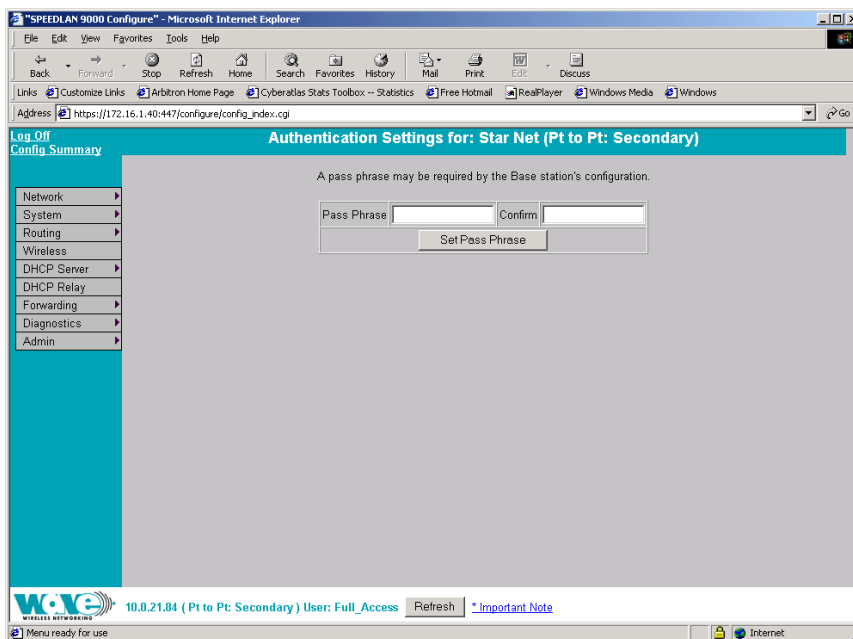 "SPEEDLAN 9000 Configure" - Microsoft Internet Explorer
File Edit View Favorites Tools Help
Back Forward Stop Refresh Home Search Favorites History Mail Print Edit Discuss
Links Customize Links Arbitron Home Page Cyberatlas Stats Toolbox -- Statistics Free Hotmail RealPlayer Windows Media Windows
Address https://172.16.1.40:447/configure/config_index.cgi Go
Log Off
Config Summary
Authentication Settings for: Star Net (Pt to Pt: Secondary)
A pass phrase may be required by the Base station's configuration.
Pass Phrase Confirm
Set Pass Phrase
Network
System
Routing
Wireless
DHCP Server
DHCP Relay
Forwarding
Diagnostics
Admin
WAVE
WIRELESS NETWORKING
10.0.21.84 ( Pt to Pt: Secondary ) User: Full_Access Refresh * Important Note
Menu ready for use Internet